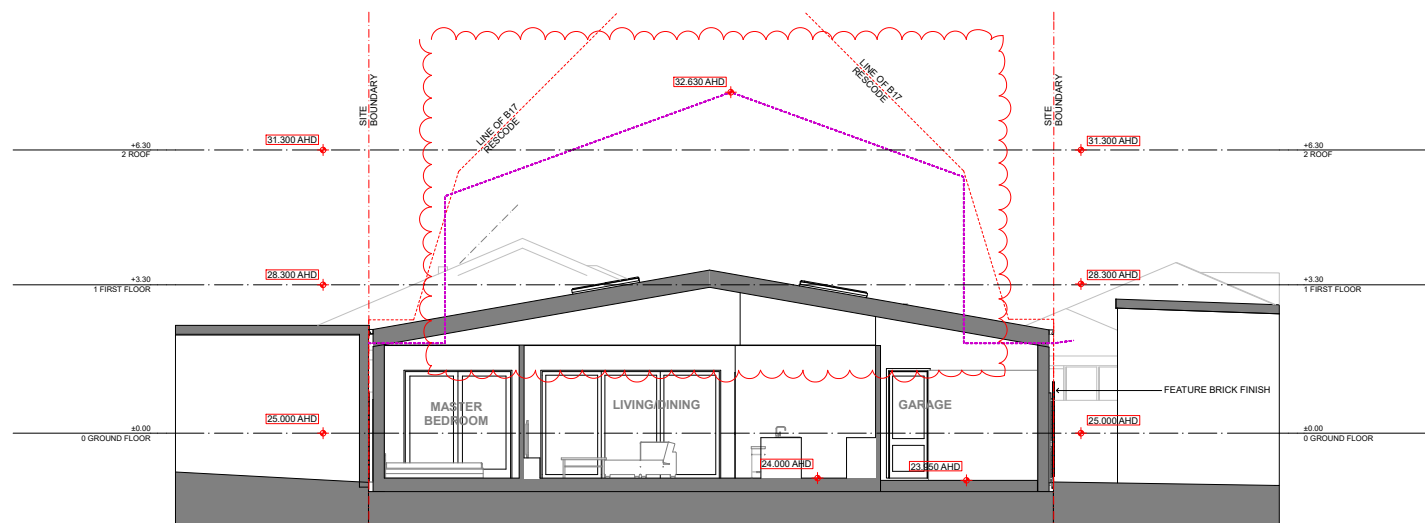 32.630 AHD
SITE
BOUNDARY
LINE OF B17
RESCODE
LINE OF B17
RESCODE
SITE
BOUNDARY
+6.30
2 ROOF
31.300 AHD
31.300 AHD
+6.30
2 ROOF
+3.30
1 FIRST FLOOR
28.300 AHD
28.300 AHD
+3.30
1 FIRST FLOOR
FEATURE BRICK FINISH
MASTER
BEDROOM
LIVING/DINING
GARAGE
±0.00
0 GROUND FLOOR
25.000 AHD
25.000 AHD
±0.00
0 GROUND FLOOR
24.000 AHD
23.950 AHD